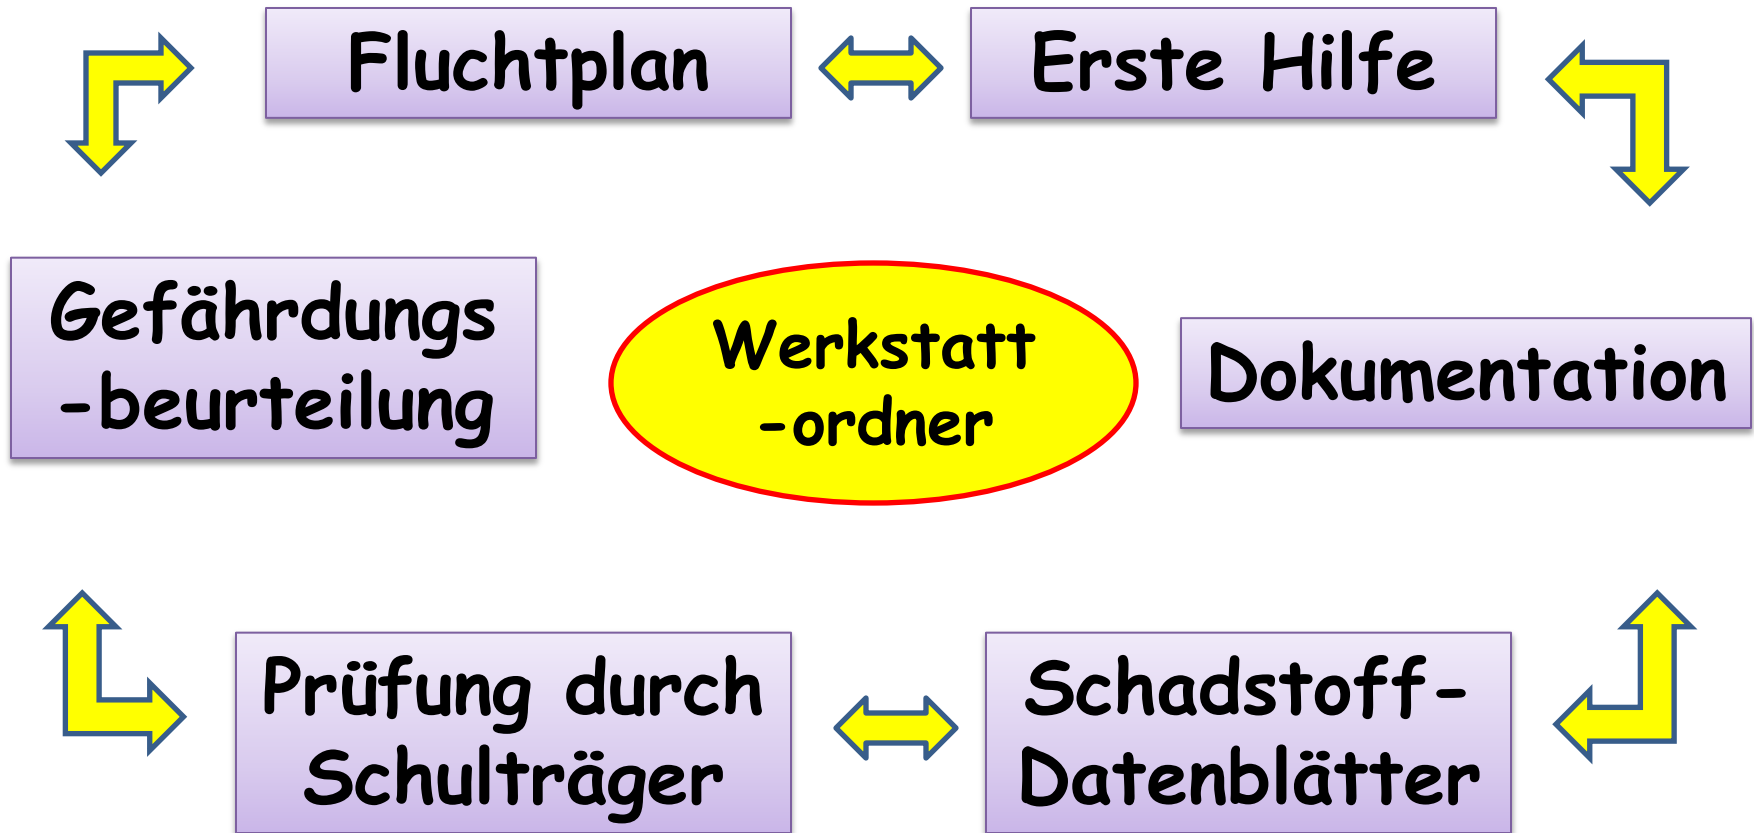 Fluchtplan
Erste Hilfe
Gefährdungs
-beurteilung
Werkstatt
-ordner
Dokumentation
Prüfung durch
Schulträger
Schadstoff-
Datenblätter